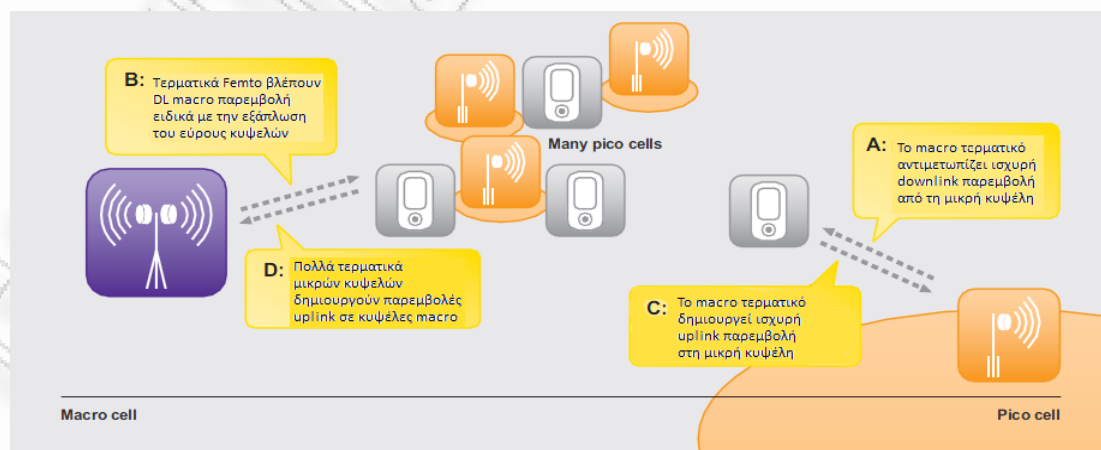 B: Τερματικά Femto βλέπουν
DL macro παρεμβολή
ειδικά με την εξάπλωση
του εύρους κυψελών
Many pico cells
A: Το macro τερματικό
αντιμετωπίζει ισχυρή
downlink παρεμβολή
από τη μικρή κυψέλη
D: Πολλά τερματικά
μικρών κυψελών
δημιουργούν παρεμβολές
uplink σε κυψέλες macro
C: Το macro τερματικό
δημιουργεί ισχυρή
uplink παρεμβολή
στη μικρή κυψέλη
Macro cell
Pico cell